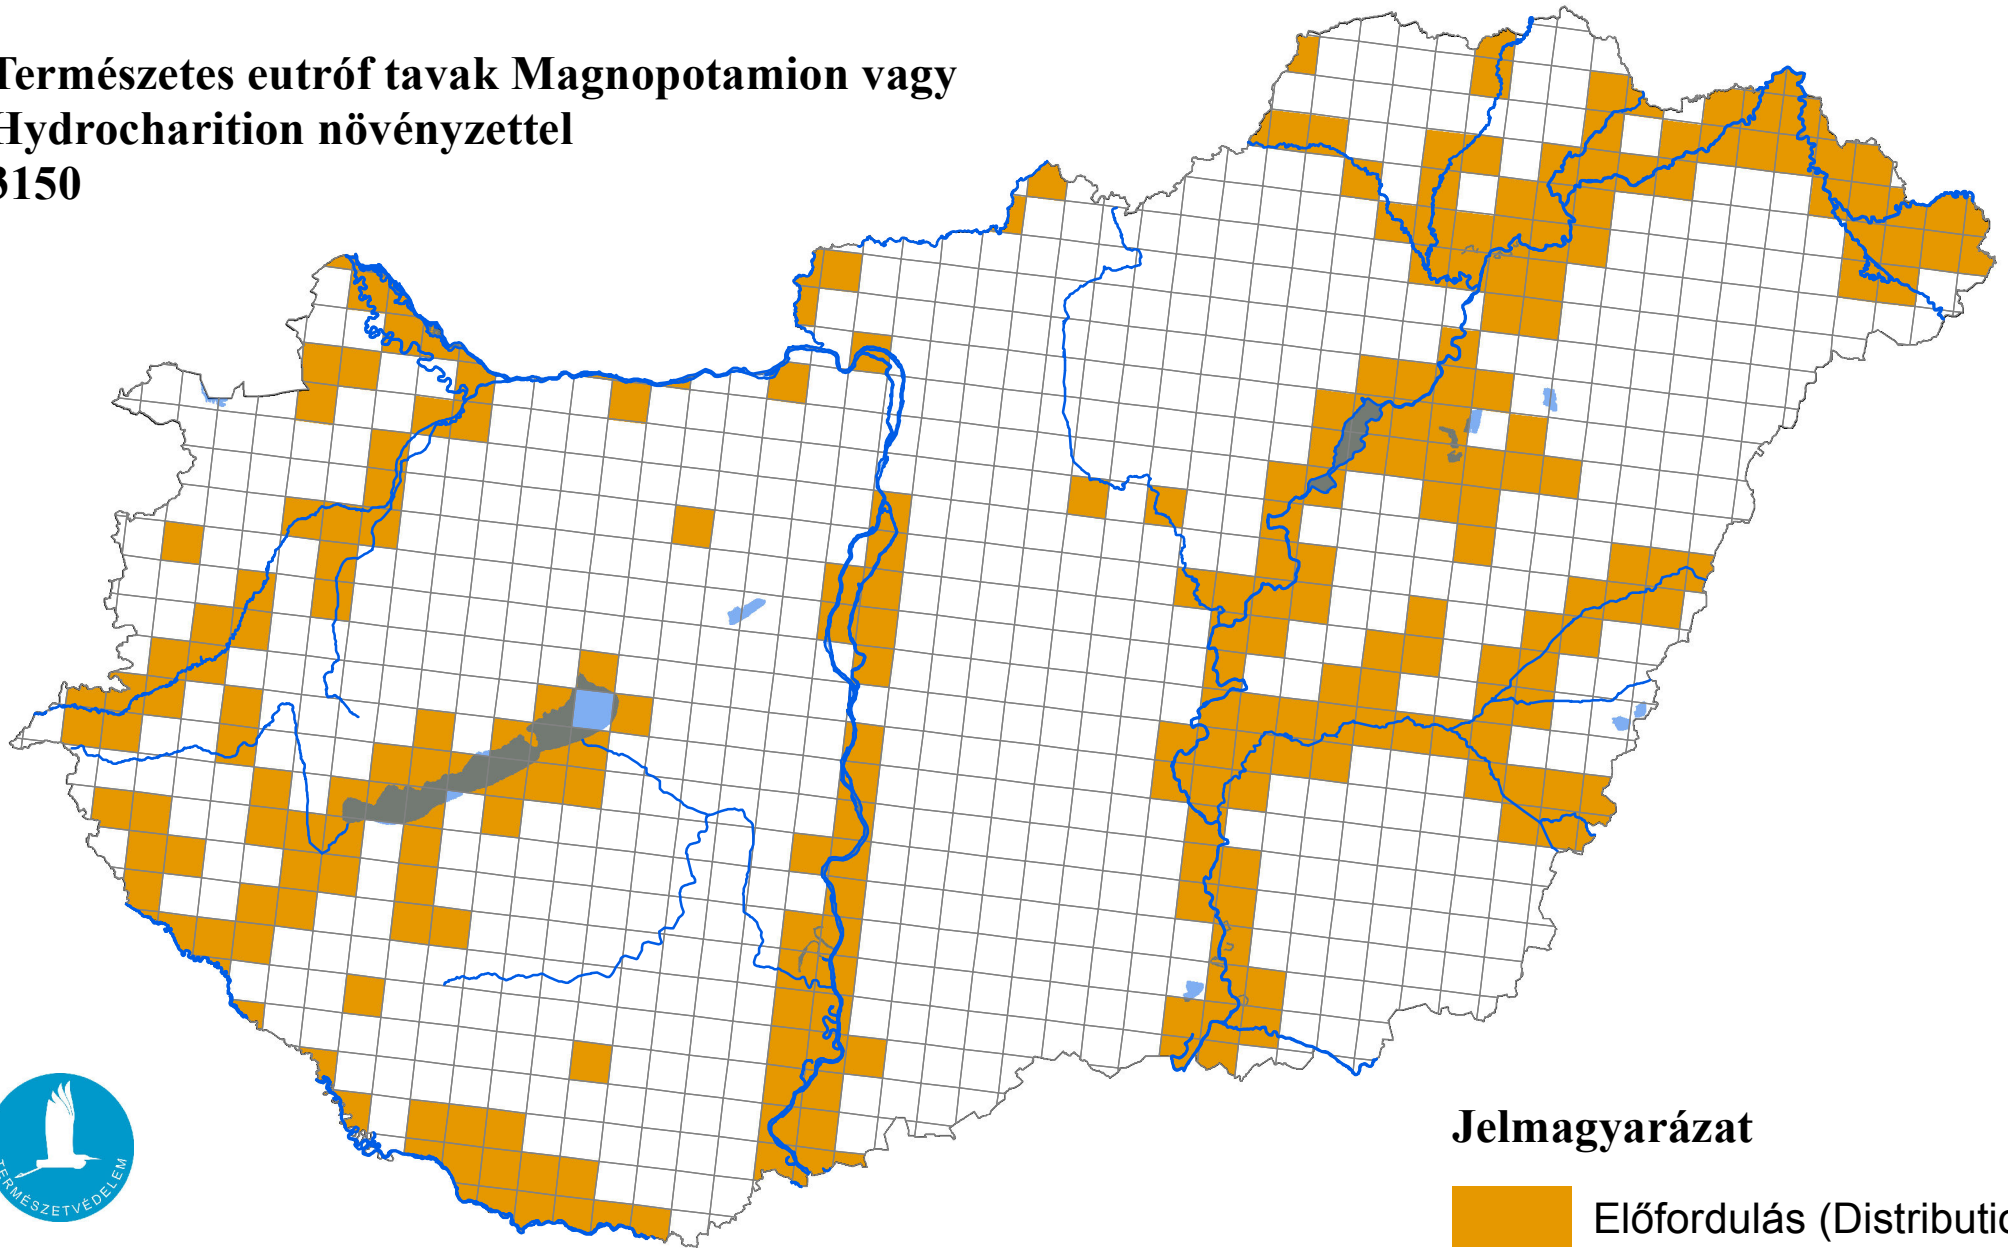 Természetes eutróf tavak Magnopotamion vagy
Hydrocharition növényzettel
3150
TERMÉSZETVÉDELEM
Jelmagyarázat
Előfordulás (Distributio